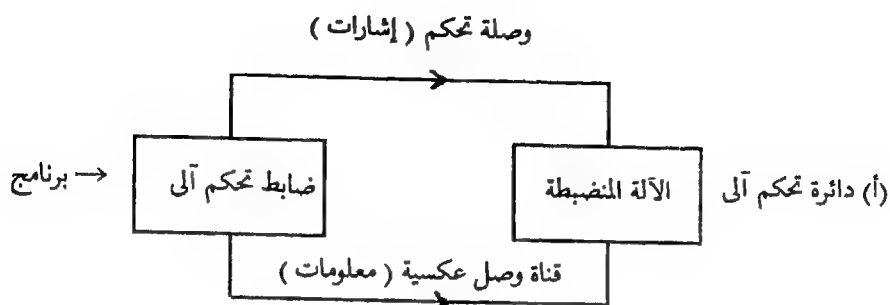 وصلة تحكم ( إشارات )
(أ) دائرة تحكم آلى
الآلة المنضبطة
ضابط تحكم آلى
برنامج →
قناة وصل عكسية ( معلومات )